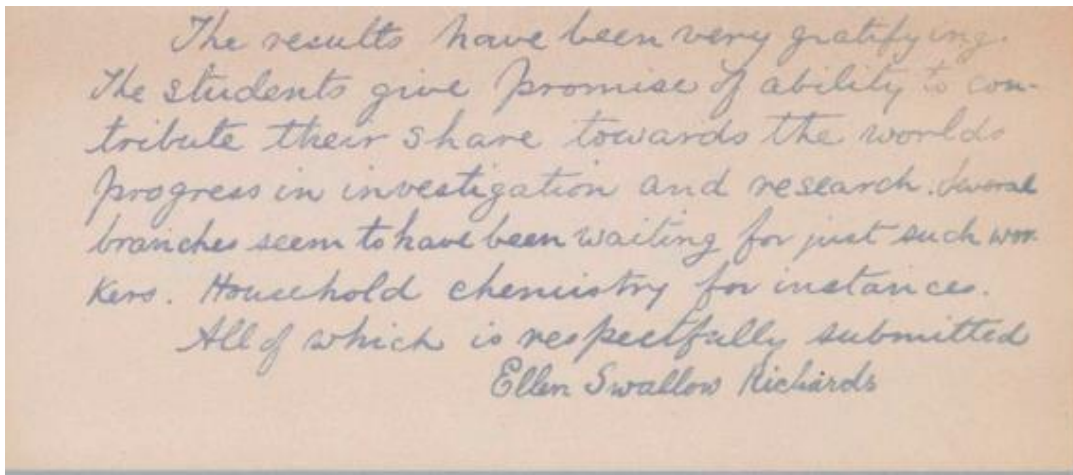 The results have been very gratifying.
The students give promise of ability to con-
tribute their share towards the worlds
progress in investigation and research. Several
branches seem to have been waiting for just such wor-
kers. Household chemistry for instance.
All of which is respectfully submitted
Ellen Swallow Richards